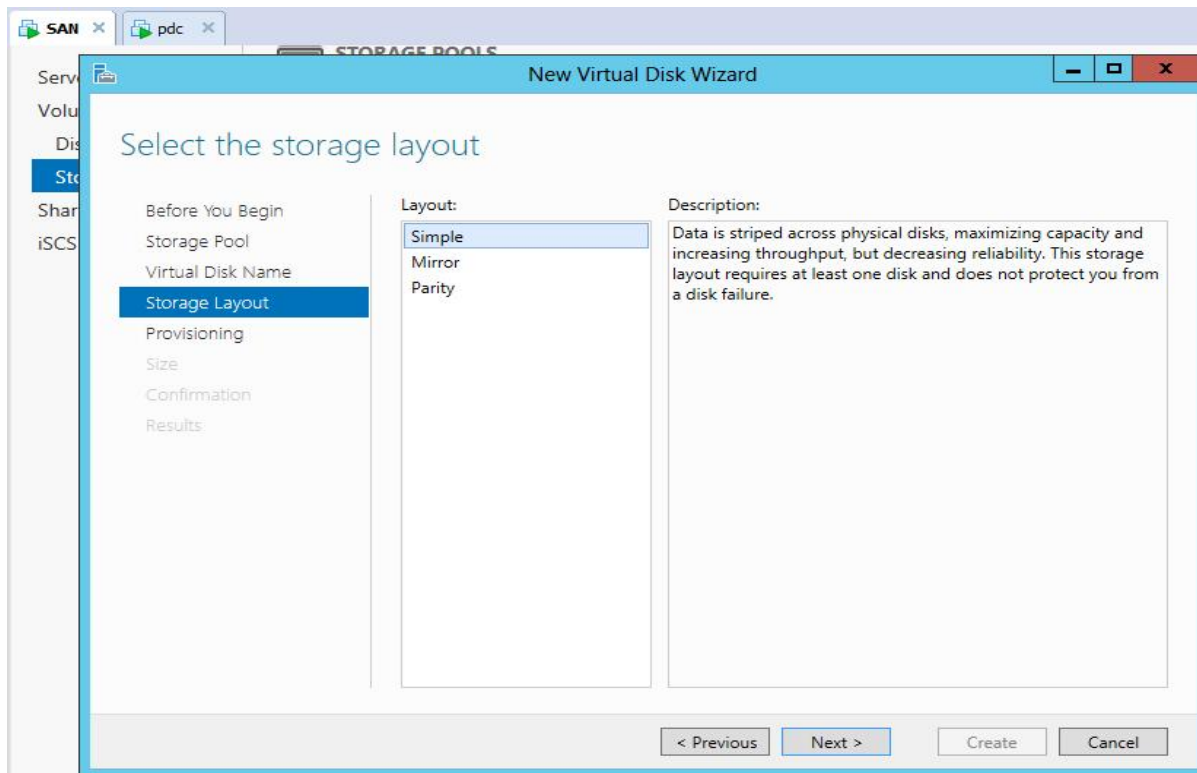 SAN
pdc
STORAGE POOLS
New Virtual Disk Wizard
Serv
Volu
Dis
Sto
Shar
iSCS
Select the storage layout
Before You Begin
Storage Pool
Virtual Disk Name
Storage Layout
Provisioning
Size
Confirmation
Results
Layout:
Simple
Mirror
Parity
Description:
Data is striped across physical disks, maximizing capacity and
increasing throughput, but decreasing reliability. This storage
layout requires at least one disk and does not protect you from
a disk failure.
< Previous
Next >
Create
Cancel